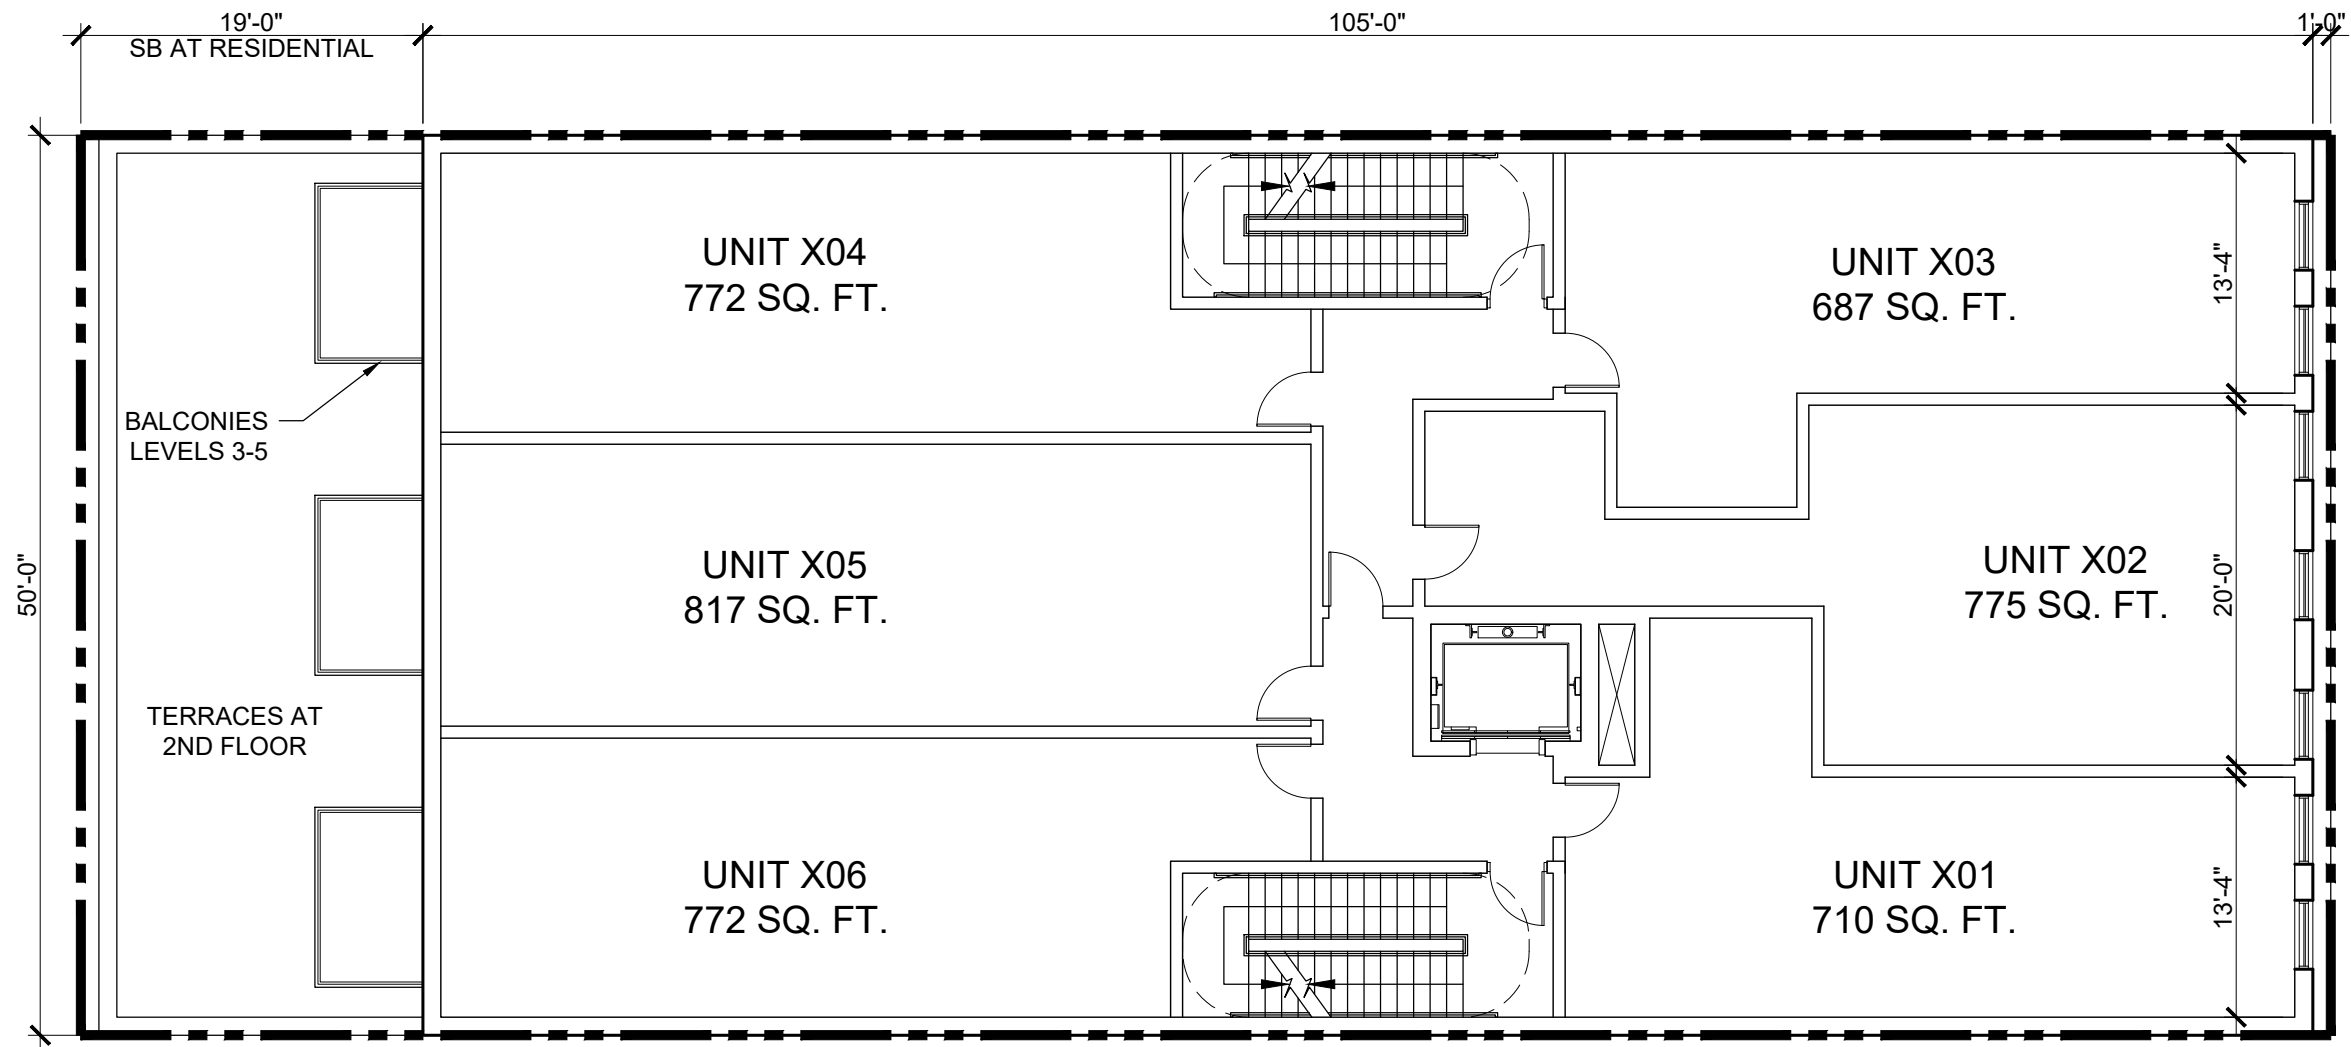 19'-0"
SB AT RESIDENTIAL
105'-0"
1'-0"
UNIT X04
772 SQ. FT.
UNIT X03
687 SQ. FT.
13'-4"
BALCONIES
LEVELS 3-5
50'-0"
UNIT X05
817 SQ. FT.
UNIT X02
775 SQ. FT.
20'-0"
TERRACES AT
2ND FLOOR
UNIT X06
772 SQ. FT.
UNIT X01
710 SQ. FT.
13'-4"